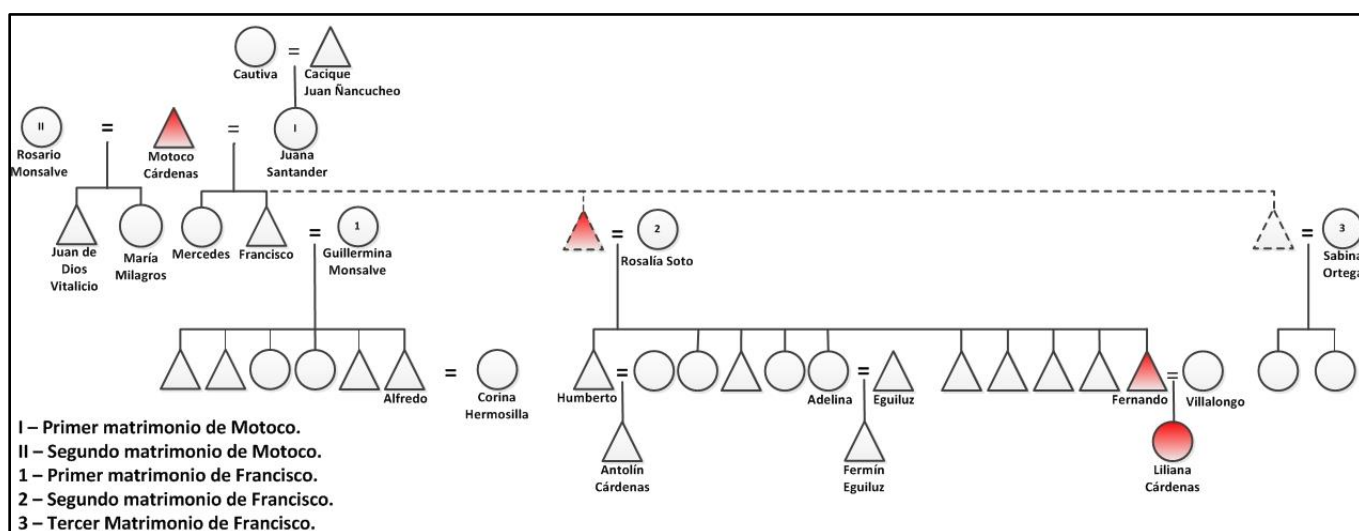 Cautiva
=
Cacique
Juan Ñancucheo
II
=
=
I
Rosario
Monsalve
Motoco
Cárdenas
Juana
Santander
Juan de
Dios
Vitalicio
María
Milagros
Mercedes
Francisco
=
1
Guillermina
Monsalve
=
2
Rosalía Soto
=
3
Sabina
Ortega
Alfredo
=
Corina
Hermosilla
Humberto
=
Adelina
=
Eguiluz
Fernando
=
Villalongo
Antolín
Cárdenas
Fermín
Eguiluz
Liliana
Cárdenas
I – Primer matrimonio de Motoco.
II – Segundo matrimonio de Motoco.
1 – Primer matrimonio de Francisco.
2 – Segundo matrimonio de Francisco.
3 – Tercer Matrimonio de Francisco.